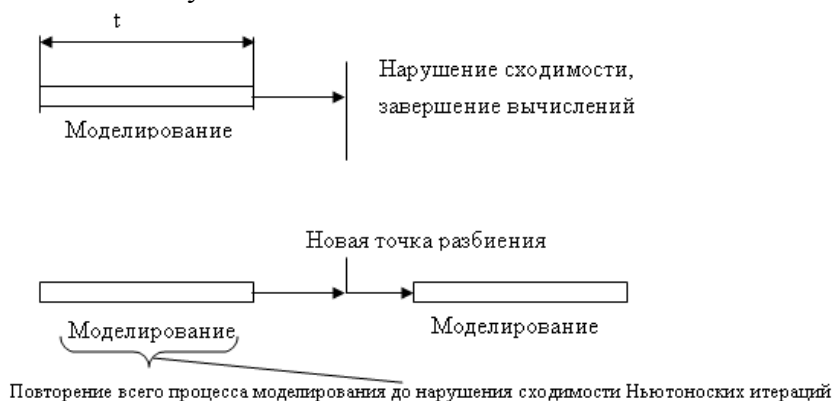 t
Нарушение сходимости,
завершение вычислений
Моделирование
Новая точка разбиения
Моделирование
Моделирование
Повторение всего процесса моделирования до нарушения сходимости Ньютоноских итераций